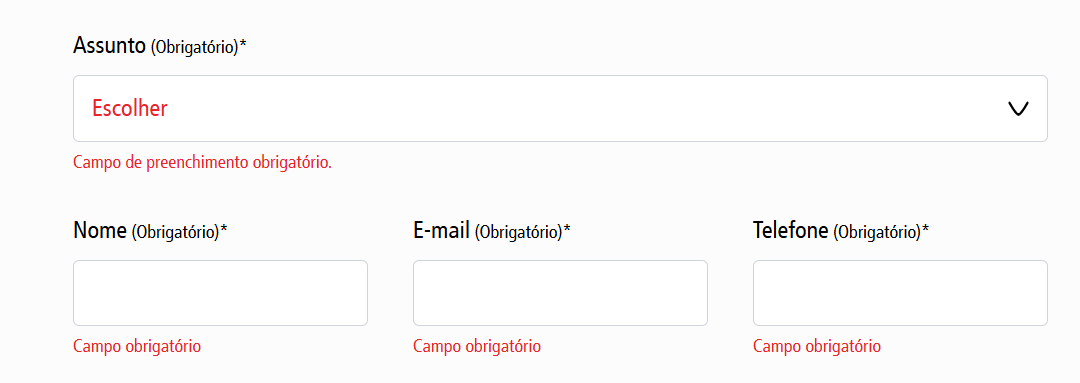 Assunto (Obrigatório)*
Escolher
Campo de preenchimento obrigatório.
Nome (Obrigatório)* E-mail (Obrigatório)* Telefone (Obrigatório)*
Campo obrigatório Campo obrigatório Campo obrigatório